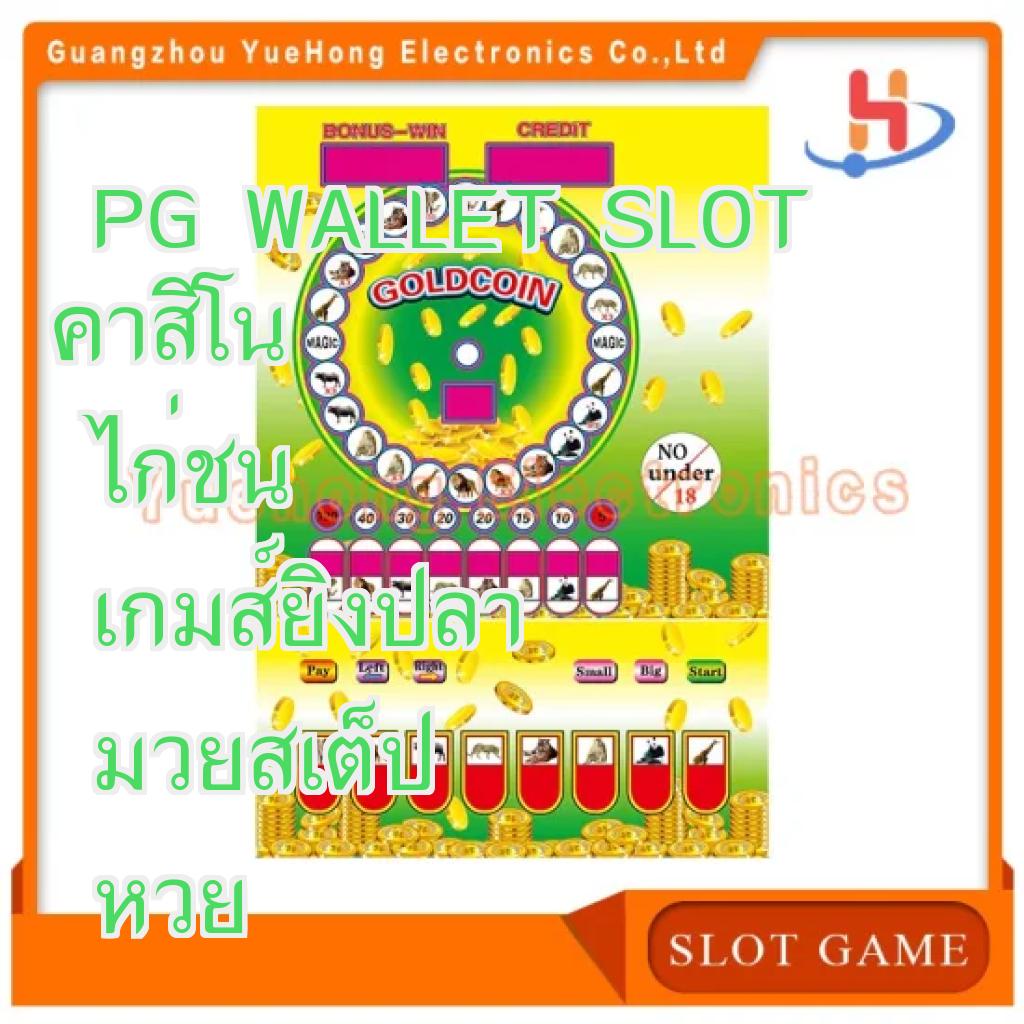 Guangzhou YueHong Electronics Co.,Ltd
BONUS-WIN CREDIT
PG WALLET SLOT
GOLDCOIN
คาสิโน
MAGIC MAGIC
ไก่ชน
NO
under
18
Yuehong electronics
40 30 20 20 15 10 5
เกมส์ยิงปลา
Pay Left Right Small Big Start
มวยสเต็ป
หวย
SLOT GAME